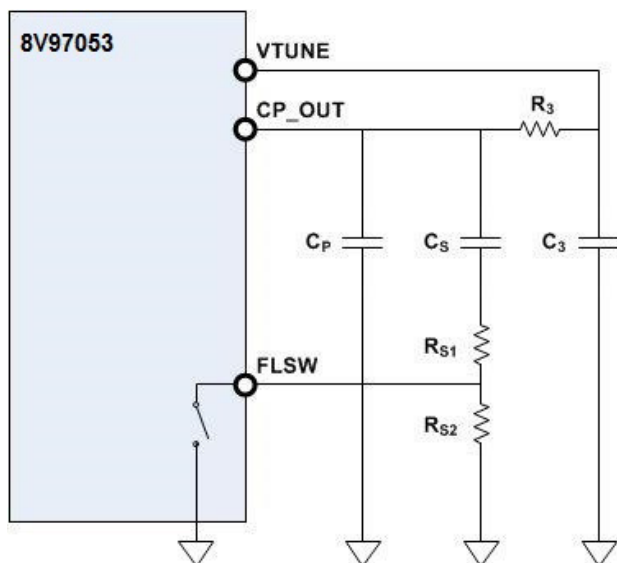 8V97053
VTUNE
CP_OUT
R3
CP
CS
C3
RS1
FLSW
RS2